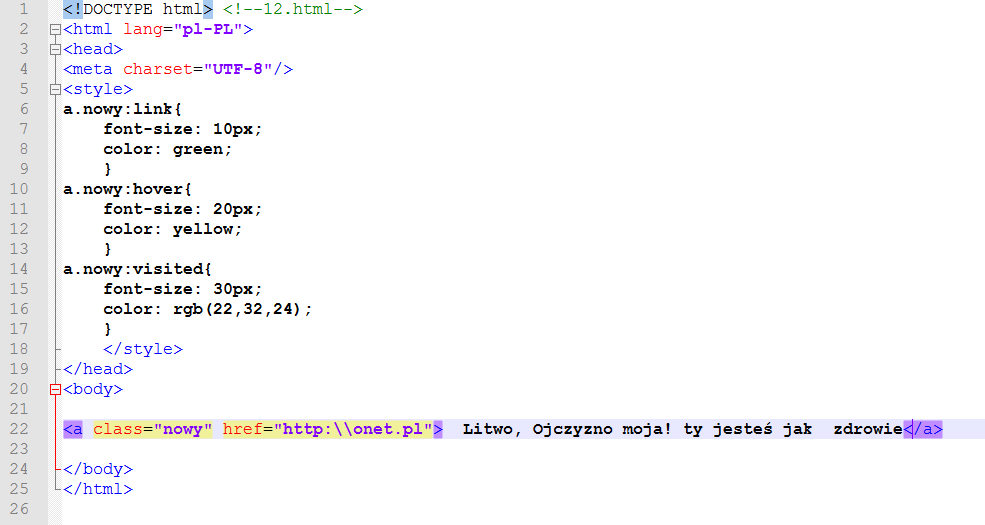 1 <!DOCTYPE html> <!--12.html-->
2 <html lang="pl-PL">
3 <head>
4 <meta charset="UTF-8"/>
5 <style>
6 a.nowy:link{
7     font-size: 10px;
8     color: green;
9     }
10 a.nowy:hover{
11     font-size: 20px;
12     color: yellow;
13     }
14 a.nowy:visited{
15     font-size: 30px;
16     color: rgb(22,32,24);
17     }
18     </style>
19 </head>
20 <body>
21
22 <a class="nowy" href="http:\\onet.pl">  Litwo, Ojczyzno moja! ty jesteś jak  zdrowie</a>
23
24 </body>
25 </html>
26